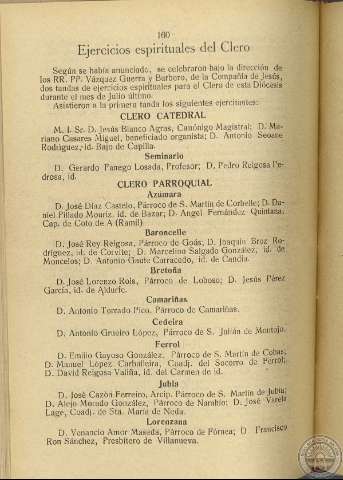 160
Ejercicios espirituales del Clero
Según se había anunciado, se celebraron bajo la dirección de
los RR. PP. Vázquez Guerra y Barbero, de la Compañía de Jesús,
dos tandas de ejercicios espirituales para el Clero de esta Diócesis
durante el mes de Julio último.
Asistieron a la primera tanda los siguientes ejercitantes:
CLERO CATEDRAL
M. I. Sr. D. Jesús Blanco Agras, Canónigo Magistral; D. Ma-
riano Casares Miguel, beneficiado organista; D. Antonio Seoane
Rodríguez, id. Bajo de Capilla.
Seminario
D. Gerardo Fanego Losada, Profesor; D. Pedro Reigosa Pe-
drosa, id.
CLERO PARROQUIAL
Azúmara
D. José Díaz Castelo, Párroco de S. Martín de Corbelle; D. Da-
niel Pillado Mouriz, id. de Bazar; D. Angel Fernández Quintana,
Cap. de Coto de A (Ramil)
Baroncelle
D. José Rey Reigosa, Párroco de Goás; D. Joaquín Broz Ro-
dríguez, id. de Corvite; D. Marcelino Salgado González, id. de
Moncelos; D. Antonio Goute Carracedo, id. de Candia.
Bretoña
D. José Lorenzo Rois, Párroco de Loboso; D. Jesús Pérez
García, id. de Aldurfe.
Camariñas
D. Antonio Torrado Pico, Párroco de Camariñas.
Cedeira
D. Antonio Grueiro López, Párroco de S. Julián de Montojo.
Ferrol
D. Emilio Gayoso González, Párroco de S. Martín de Cobas;
D. Manuel López Carballeira, Coadj. del Socorro de Ferrol;
D. David Reigosa Valiña, id. del Carmen de id.
Jubia
D. José Cazón Ferreiro, Arcip. Párroco de S. Martín de Jubia;
D. Alejo Morado González, Párroco de Narahío; D. José Varela
Lage, Coadj. de Sta. María de Neda.
Lorenzana
D. Venancio Amor Maseda, Párroco de Fórnea; D Francisco
Ron Sánchez, Presbítero de Villanueva.